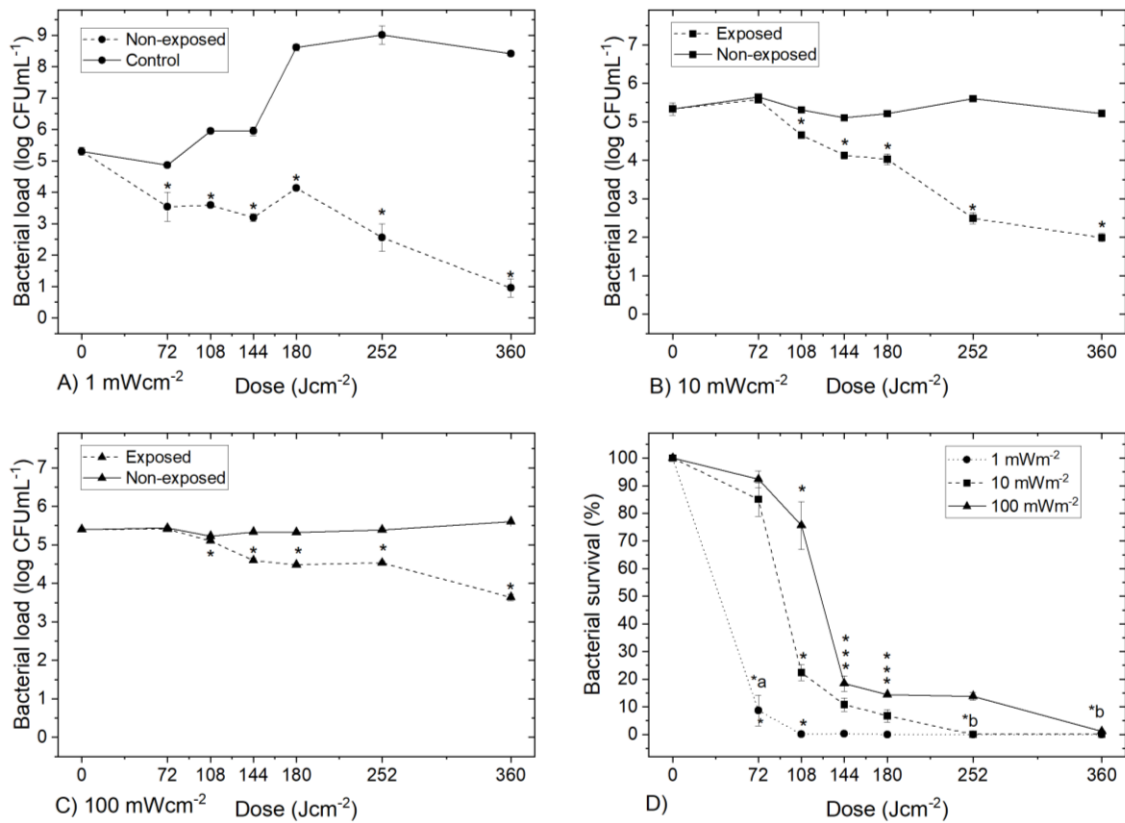 Non-exposed
Control
Bacterial load (log CFUmL⁻¹)
9
8
7
6
5
4
3
2
1
0
* * * * * *
0 72 108 144 180 252 360
A) 1 mWcm⁻² Dose (Jcm⁻²)
Exposed
Non-exposed
Bacterial load (log CFUmL⁻¹)
7
6
5
4
3
2
1
0
* * * * *
0 72 108 144 180 252 360
B) 10 mWcm⁻² Dose (Jcm⁻²)
Exposed
Non-exposed
Bacterial load (log CFUmL⁻¹)
7
6
5
4
3
2
1
0
* * * * *
0 72 108 144 180 252 360
C) 100 mWcm⁻² Dose (Jcm⁻²)
1 mWm⁻²
10 mWm⁻²
100 mWm⁻²
Bacterial survival (%)
100
90
80
70
60
50
40
30
20
10
0
*
* *
* *
* * * *
*a *b *b
* *
0 72 108 144 180 252 360
D) Dose (Jcm⁻²)